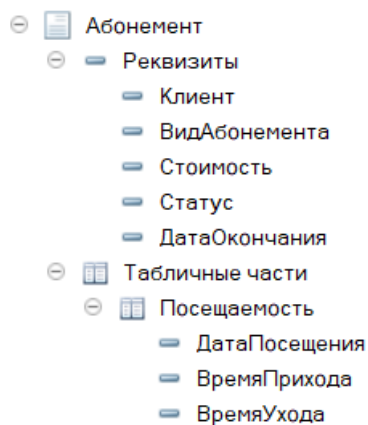 Абонемент
Реквизиты
Клиент
ВидАбонемента
Стоимость
Статус
ДатаОкончания
Табличные части
Посещаемость
ДатаПосещения
ВремяПрихода
ВремяУхода